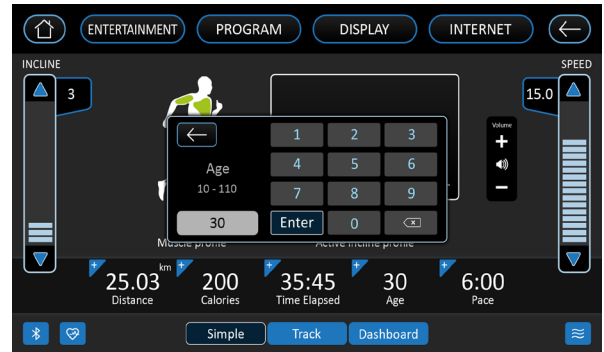 ENTERTAINMENT PROGRAM DISPLAY INTERNET
INCLINE
SPEED
3
15.0
Volume
+
−
1 2 3
Age
10 - 110
4 5 6
7 8 9
30
Enter 0
Muscle profile
Active incline profile
25.03 km
Distance
200
Calories
35:45
Time Elapsed
30
Age
6:00
Pace
Simple
Track
Dashboard